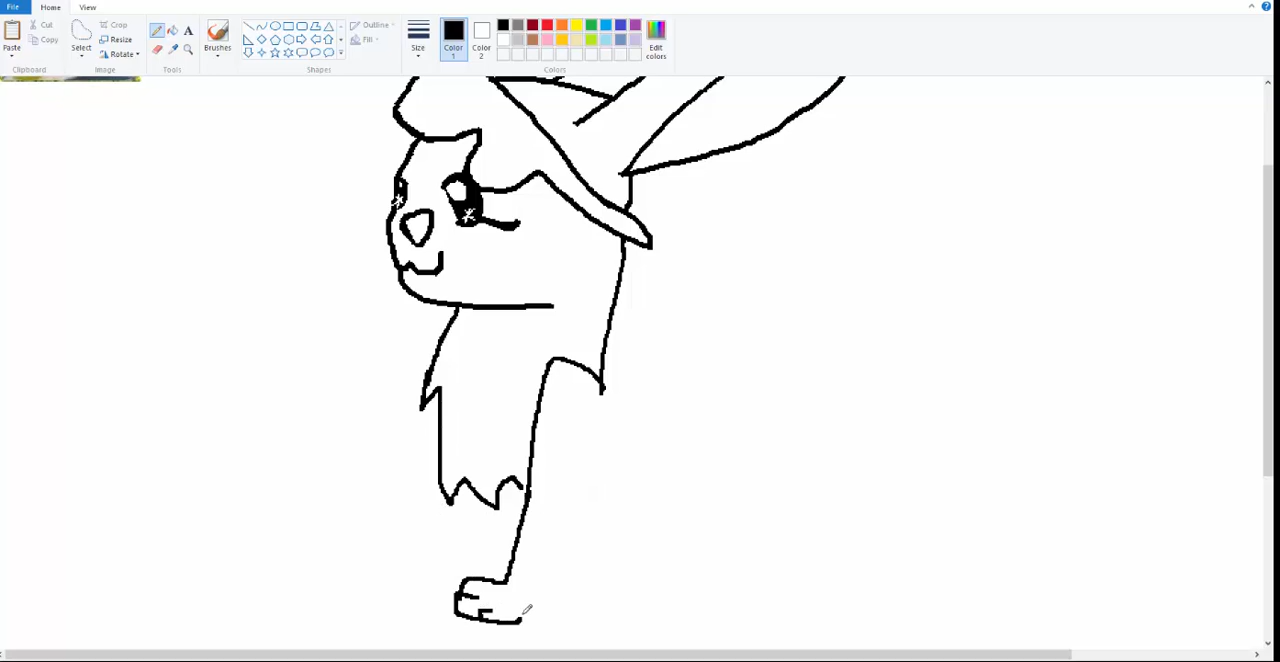 File Home View
Cut Crop Outline
Copy Resize Fill
Paste Select Rotate A Brushes Size Color 1 Color 2 Edit colors
Clipboard Image Tools Shapes Colors